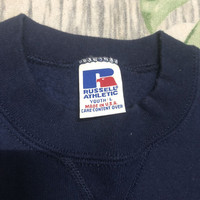 RUSSELL
ATHLETIC
YOUTH-L
MADE IN U.S.A
CARE CONTENT OVER